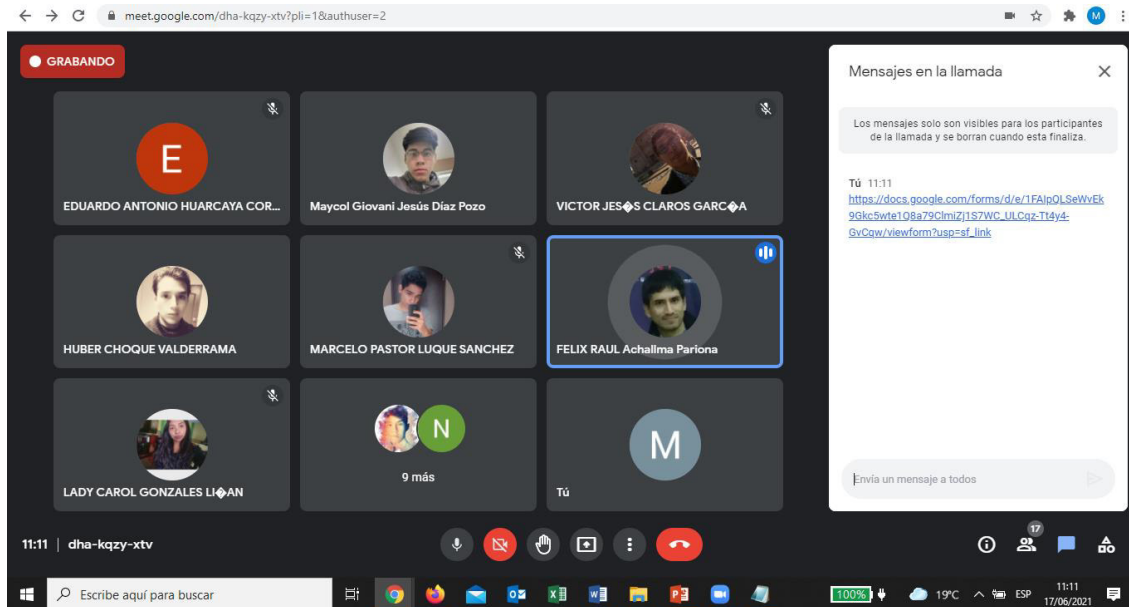 meet.google.com/dha-kqzy-xtv?pli=1&authuser=2
M
GRABANDO
E
EDUARDO ANTONIO HUARCAYA COR...
Maycol Giovani Jesús Díaz Pozo
VICTOR JES�S CLAROS GARC�A
HUBER CHOQUE VALDERRAMA
MARCELO PASTOR LUQUE SANCHEZ
FELIX RAUL Achallma Pariona
LADY CAROL GONZALES LI�AN
N
9 más
M
Tú
Mensajes en la llamada
Los mensajes solo son visibles para los participantes
de la llamada y se borran cuando esta finaliza.
Tú 11:11
https://docs.google.com/forms/d/e/1FAIpQLSeWvEk
9Gkc5wte1Q8a79ClmiZj1S7WC_ULCqz-Tt4y4-
GvCqw/viewform?usp=sf_link
Envía un mensaje a todos
11:11 | dha-kqzy-xtv
17
Escribe aquí para buscar
100%
19°C
ESP
11:11
17/06/2021